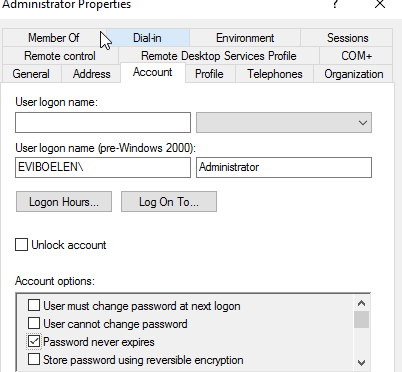 Administrator Properties ? ×
Member Of Dial-in Environment Sessions
Remote control Remote Desktop Services Profile COM+
General Address Account Profile Telephones Organization
User logon name:
User logon name (pre-Windows 2000):
EVIBOELEN\ Administrator
Logon Hours... Log On To...
Unlock account
Account options:
User must change password at next logon
User cannot change password
Password never expires
Store password using reversible encryption